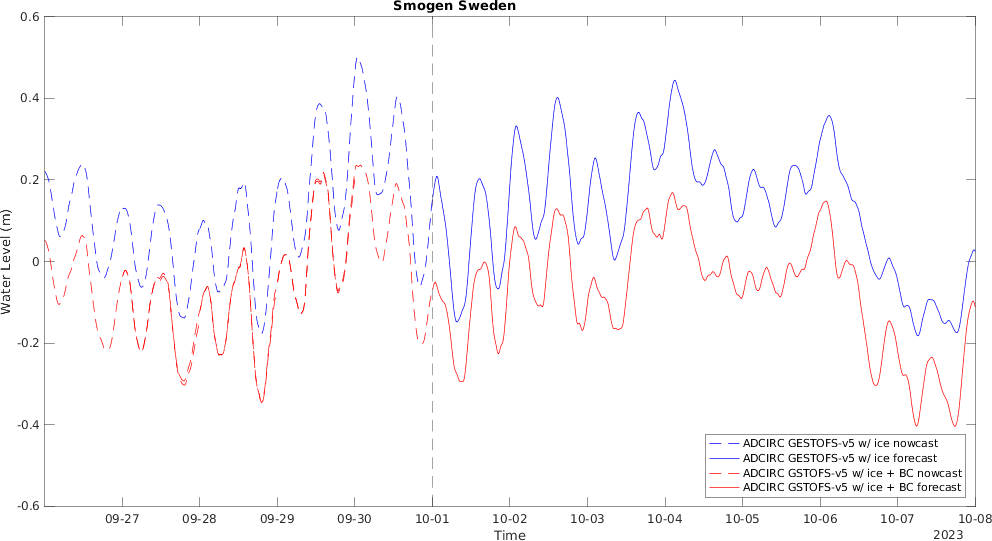 Smogen Sweden
Water Level (m)
0.6
0.4
0.2
0
-0.2
-0.4
-0.6
ADCIRC GESTOFS-v5 w/ ice nowcast
ADCIRC GESTOFS-v5 w/ ice forecast
ADCIRC GSTOFS-v5 w/ ice + BC nowcast
ADCIRC GSTOFS-v5 w/ ice + BC forecast
09-27 09-28 09-29 09-30 10-01 10-02 10-03 10-04 10-05 10-06 10-07 10-08
Time
2023